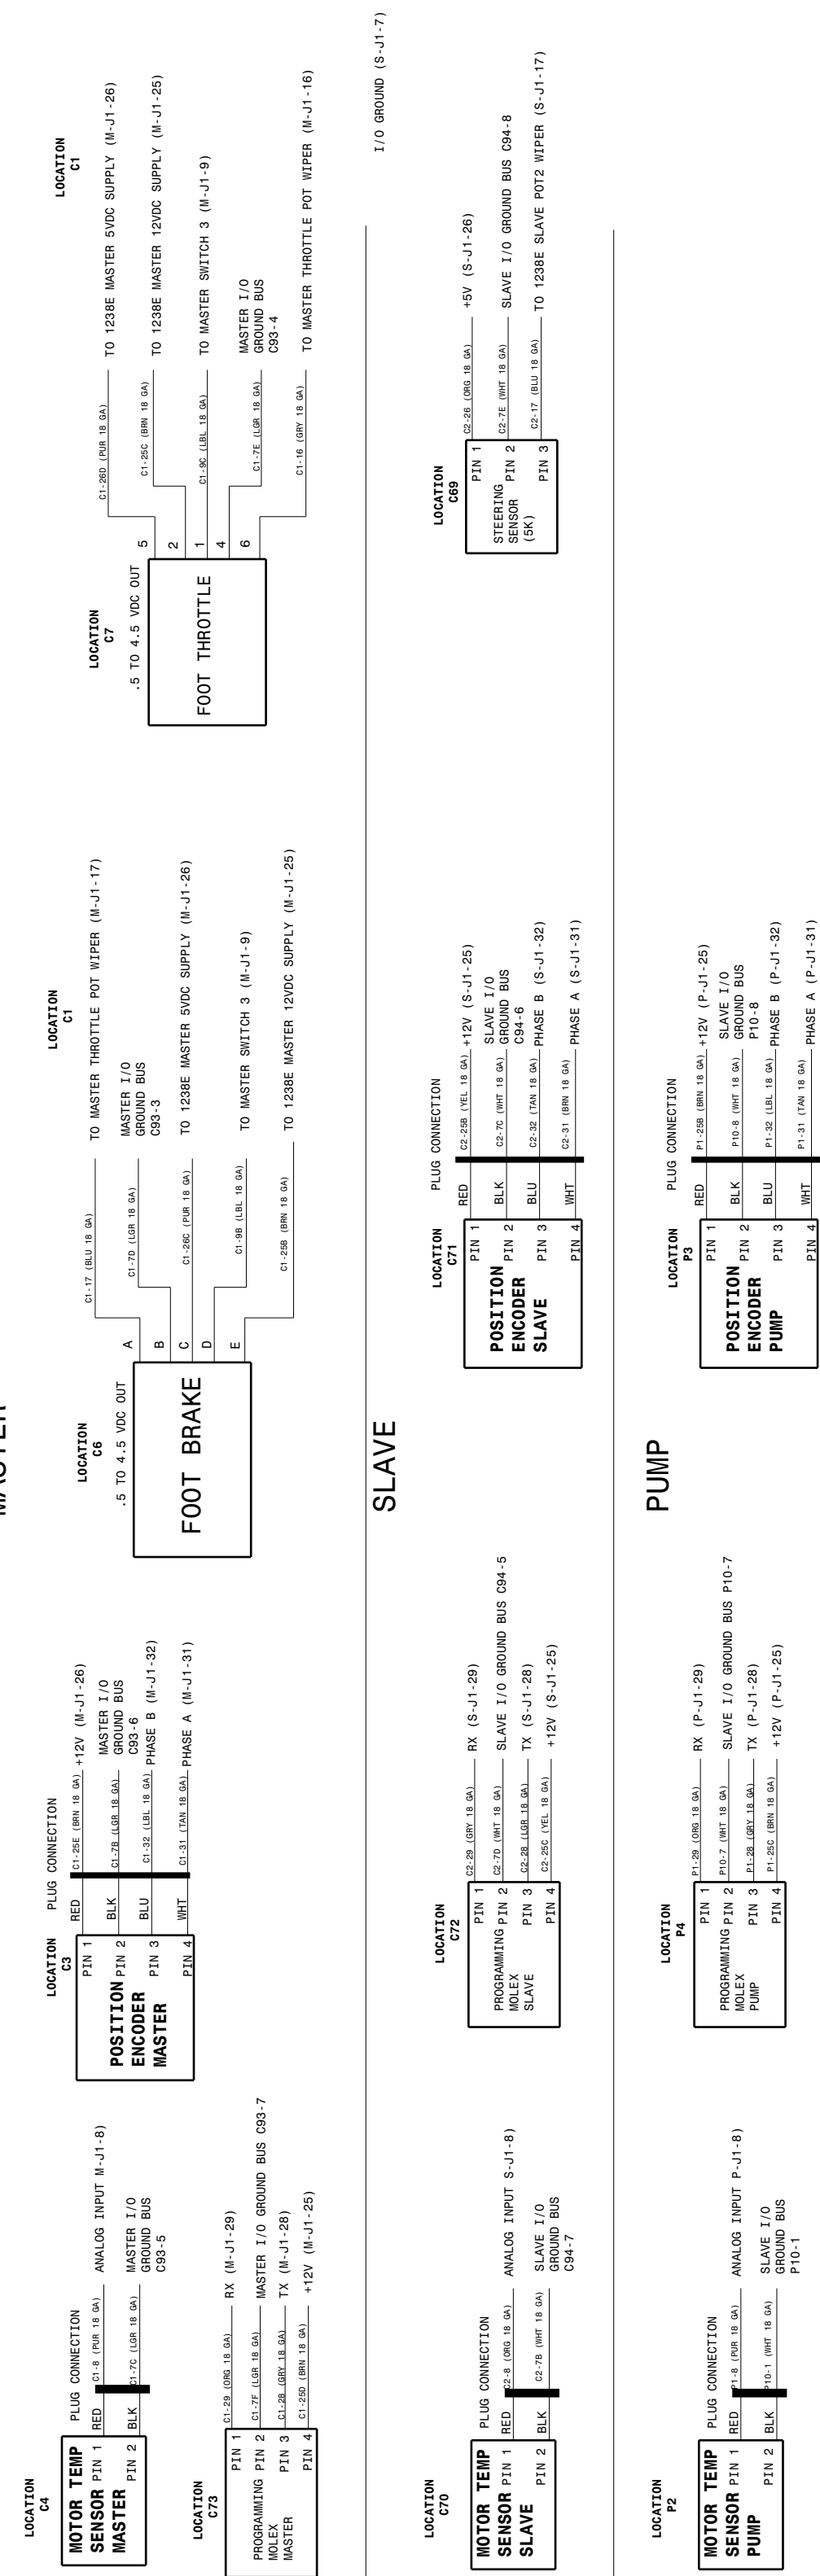 MASTER
LOCATION
C4
MOTOR TEMP
SENSOR
MASTER
PIN 1
PIN 2
PLUG CONNECTION
RED
BLK
C1-8 (PUR 18 GA)
C1-7C (LGR 18 GA)
ANALOG INPUT M-J1-8)
MASTER I/O
GROUND BUS
C93-5
LOCATION
C73
PROGRAMMING
MOLEX
MASTER
PIN 1
PIN 2
PIN 3
PIN 4
C1-29 (ORG 18 GA)
C1-7F (LGR 18 GA)
C1-28 (GRY 18 GA)
C1-25D (BRN 18 GA)
RX (M-J1-29)
MASTER I/O GROUND BUS C93-7
TX (M-J1-28)
+12V (M-J1-25)
LOCATION
C3
POSITION
ENCODER
MASTER
PIN 1
PIN 2
PIN 3
PIN 4
PLUG CONNECTION
RED
BLK
BLU
WHT
C1-25E (BRN 18 GA)
C1-7B (LGR 18 GA)
C1-32 (LBL 18 GA)
C1-31 (TAN 18 GA)
+12V (M-J1-26)
MASTER I/O
GROUND BUS
C93-6
PHASE B (M-J1-32)
PHASE A (M-J1-31)
LOCATION
C6
.5 TO 4.5 VDC OUT
FOOT BRAKE
A
B
C
D
E
C1-17 (BLU 18 GA)
C1-7D (LGR 18 GA)
C1-26C (PUR 18 GA)
C1-9B (LBL 18 GA)
C1-25B (BRN 18 GA)
LOCATION
C1
TO MASTER THROTTLE POT WIPER (M-J1-17)
MASTER I/O
GROUND BUS
C93-3
TO 1238E MASTER 5VDC SUPPLY (M-J1-26)
TO MASTER SWITCH 3 (M-J1-9)
TO 1238E MASTER 12VDC SUPPLY (M-J1-25)
LOCATION
C7
.5 TO 4.5 VDC OUT
FOOT THROTTLE
5
2
1
4
6
C1-26D (PUR 18 GA)
C1-25C (BRN 18 GA)
C1-9C (LBL 18 GA)
C1-7E (LGR 18 GA)
C1-16 (GRY 18 GA)
LOCATION
C1
TO 1238E MASTER 5VDC SUPPLY (M-J1-26)
TO 1238E MASTER 12VDC SUPPLY (M-J1-25)
TO MASTER SWITCH 3 (M-J1-9)
MASTER I/O
GROUND BUS
C93-4
TO MASTER THROTTLE POT WIPER (M-J1-16)
SLAVE
I/O GROUND (S-J1-7)
LOCATION
C70
MOTOR TEMP
SENSOR
SLAVE
PIN 1
PIN 2
PLUG CONNECTION
RED
BLK
C2-8 (ORG 18 GA)
C2-7B (WHT 18 GA)
ANALOG INPUT S-J1-8)
SLAVE I/O
GROUND BUS
C94-7
LOCATION
C72
PROGRAMMING
MOLEX
SLAVE
PIN 1
PIN 2
PIN 3
PIN 4
C2-29 (GRY 18 GA)
C2-7D (WHT 18 GA)
C2-28 (LGR 18 GA)
C2-25C (YEL 18 GA)
RX (S-J1-29)
SLAVE I/O GROUND BUS C94-5
TX (S-J1-28)
+12V (S-J1-25)
LOCATION
C71
POSITION
ENCODER
SLAVE
PIN 1
PIN 2
PIN 3
PIN 4
PLUG CONNECTION
RED
BLK
BLU
WHT
C2-25B (YEL 18 GA)
C2-7C (WHT 18 GA)
C2-32 (TAN 18 GA)
C2-31 (BRN 18 GA)
+12V (S-J1-25)
SLAVE I/O
GROUND BUS
C94-6
PHASE B (S-J1-32)
PHASE A (S-J1-31)
LOCATION
C69
STEERING
SENSOR
(5K)
PIN 1
PIN 2
PIN 3
C2-26 (ORG 18 GA)
C2-7E (WHT 18 GA)
C2-17 (BLU 18 GA)
+5V (S-J1-26)
SLAVE I/O GROUND BUS C94-8
TO 1238E SLAVE POT2 WIPER (S-J1-17)
PUMP
LOCATION
P2
MOTOR TEMP
SENSOR
PUMP
PIN 1
PIN 2
PLUG CONNECTION
RED
BLK
P1-8 (PUR 18 GA)
P10-1 (WHT 18 GA)
ANALOG INPUT P-J1-8)
SLAVE I/O
GROUND BUS
P10-1
LOCATION
P4
PROGRAMMING
MOLEX
PUMP
PIN 1
PIN 2
PIN 3
PIN 4
P1-29 (ORG 18 GA)
P10-7 (WHT 18 GA)
P1-28 (GRY 18 GA)
P1-25C (BRN 18 GA)
RX (P-J1-29)
SLAVE I/O GROUND BUS P10-7
TX (P-J1-28)
+12V (P-J1-25)
LOCATION
P3
POSITION
ENCODER
PUMP
PIN 1
PIN 2
PIN 3
PIN 4
PLUG CONNECTION
RED
BLK
BLU
WHT
P1-25B (BRN 18 GA)
P10-8 (WHT 18 GA)
P1-32 (LBL 18 GA)
P1-31 (TAN 18 GA)
+12V (P-J1-25)
SLAVE I/O
GROUND BUS
P10-8
PHASE B (P-J1-32)
PHASE A (P-J1-31)